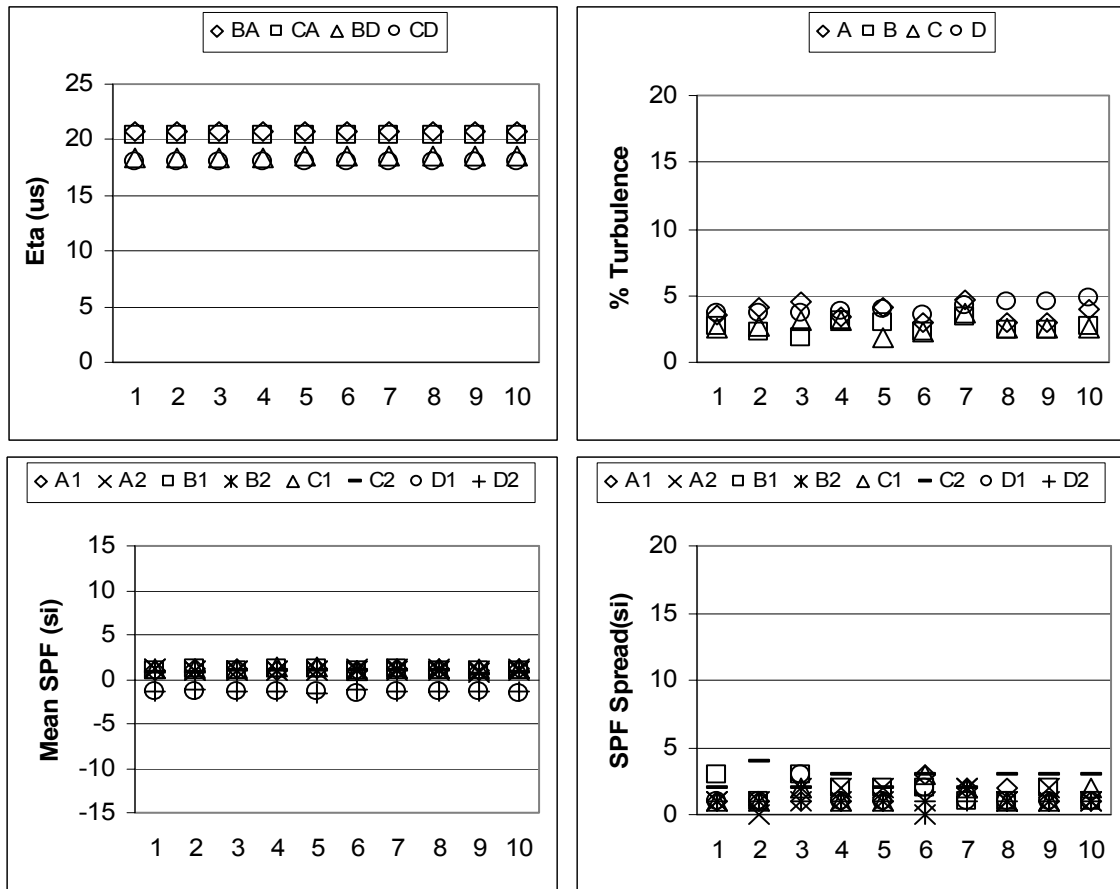 BA CA BD CD
25
20
15
10
5
0
Eta (us)
1 2 3 4 5 6 7 8 9 10
A B C D
20
15
10
5
0
% Turbulence
1 2 3 4 5 6 7 8 9 10
A1 A2 B1 B2 C1 C2 D1 D2
15
10
5
0
-5
-10
-15
Mean SPF (si)
1 2 3 4 5 6 7 8 9 10
A1 A2 B1 B2 C1 C2 D1 D2
20
15
10
5
0
SPF Spread(si)
1 2 3 4 5 6 7 8 9 10